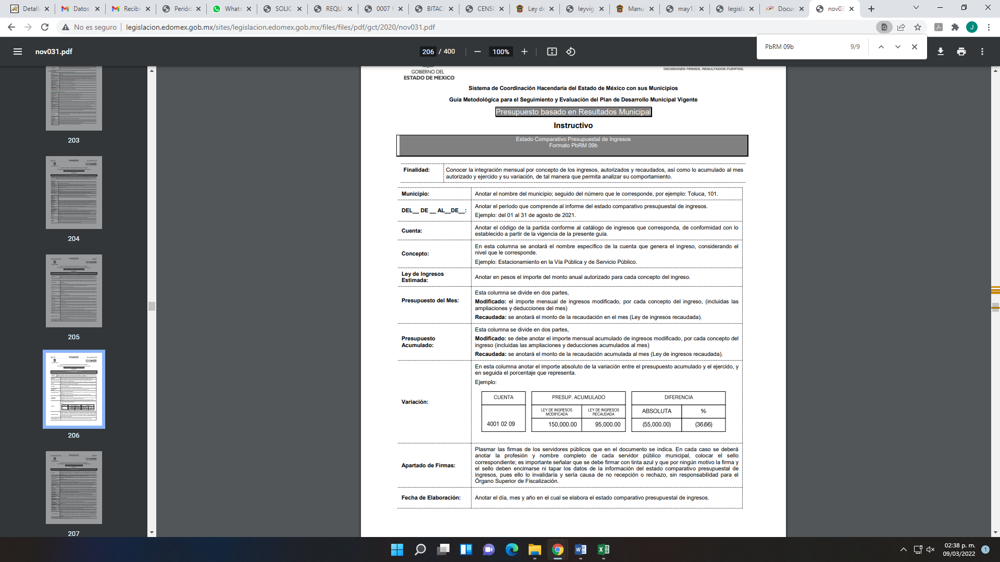 Detall
Datos
Recibi
Periód
Whats
SOLIC
REQUI
0007 F
BITAC
CENSC
Ley de
leyvig
Manu
may1
legisla
Docum
nov03
No es seguro
legislacion.edomex.gob.mx/sites/legislacion.edomex.gob.mx/files/files/pdf/gct/2020/nov031.pdf
J
nov031.pdf
206 / 400
100%
PbRM 09b
9/9
203
204
205
206
207
GOBIERNO DEL
ESTADO DE MÉXICO
DECISIONES FIRMES, RESULTADOS FUERTES.
Sistema de Coordinación Hacendaría del Estado de México con sus Municipios
Guía Metodológica para el Seguimiento y Evaluación del Plan de Desarrollo Municipal Vigente
Presupuesto basado en Resultados Municipal
Instructivo
Estado Comparativo Presupuestal de Ingresos
Formato PbRM 09b
Finalidad:
Conocer la integración mensual por concepto de los ingresos, autorizados y recaudados, así como lo acumulado al mes
autorizado y ejercido y su variación, de tal manera que permita analizar su comportamiento.
Municipio:
Anotar el nombre del municipio; seguido del número que le corresponde, por ejemplo: Toluca, 101.
DEL__ DE __ AL__DE__:
Anotar el período que comprende al informe del estado comparativo presupuestal de ingresos.
Ejemplo: del 01 al 31 de agosto de 2021.
Cuenta:
Anotar el código de la partida conforme al catálogo de ingresos que corresponda, de conformidad con lo
establecido a partir de la vigencia de la presente guía.
Concepto:
En esta columna se anotará el nombre específico de la cuenta que genera el ingreso, considerando el
nivel que le corresponde.
Ejemplo: Estacionamiento en la Vía Pública y de Servicio Público.
Ley de Ingresos
Estimada:
Anotar en pesos el importe del monto anual autorizado para cada concepto del ingreso.
Presupuesto del Mes:
Esta columna se divide en dos partes,
Modificado: el importe mensual de ingresos modificado, por cada concepto del ingreso, (incluidas las
ampliaciones y deducciones del mes)
Recaudada: se anotará el monto de la recaudación en el mes (Ley de ingresos recaudada).
Presupuesto
Acumulado:
Esta columna se divide en dos partes,
Modificado: se debe anotar el importe mensual acumulado de ingresos modificado, por cada concepto del
ingreso (incluidas las ampliaciones y deducciones acumulados al mes)
Recaudada: se anotará el monto de la recaudación acumulada al mes (Ley de ingresos recaudada).
Variación:
En esta columna anotar el importe absoluto de la variación entre el presupuesto acumulado y el ejercido, y
en seguida el porcentaje que representa.
Ejemplo:
CUENTA
PRESUP. ACUMULADO
DIFERENCIA
LEY DE INGRESOS
MODIFICADA
LEY DE INGRESOS
RECAUDADA
ABSOLUTA
%
4001 02 09
150,000.00
95,000.00
(55,000.00)
(36.66)
Apartado de Firmas:
Plasmar las firmas de los servidores públicos que en el documento se indica. En cada caso se deberá
anotar la profesión y nombre completo de cada servidor público municipal, colocar el sello
correspondiente; es importante señalar que se debe firmar con tinta azul y que por ningún motivo la firma y
el sello deben encimarse ni tapar los datos de la información del estado comparativo presupuestal de
ingresos, pues ello lo invalidaría y sería causa de no recepción o rechazo, sin responsabilidad para el
Órgano Superior de Fiscalización.
Fecha de Elaboración:
Anotar el día, mes y año en el cual se elabora el estado comparativo presupuestal de ingresos.
02:38 p. m.
09/03/2022
1